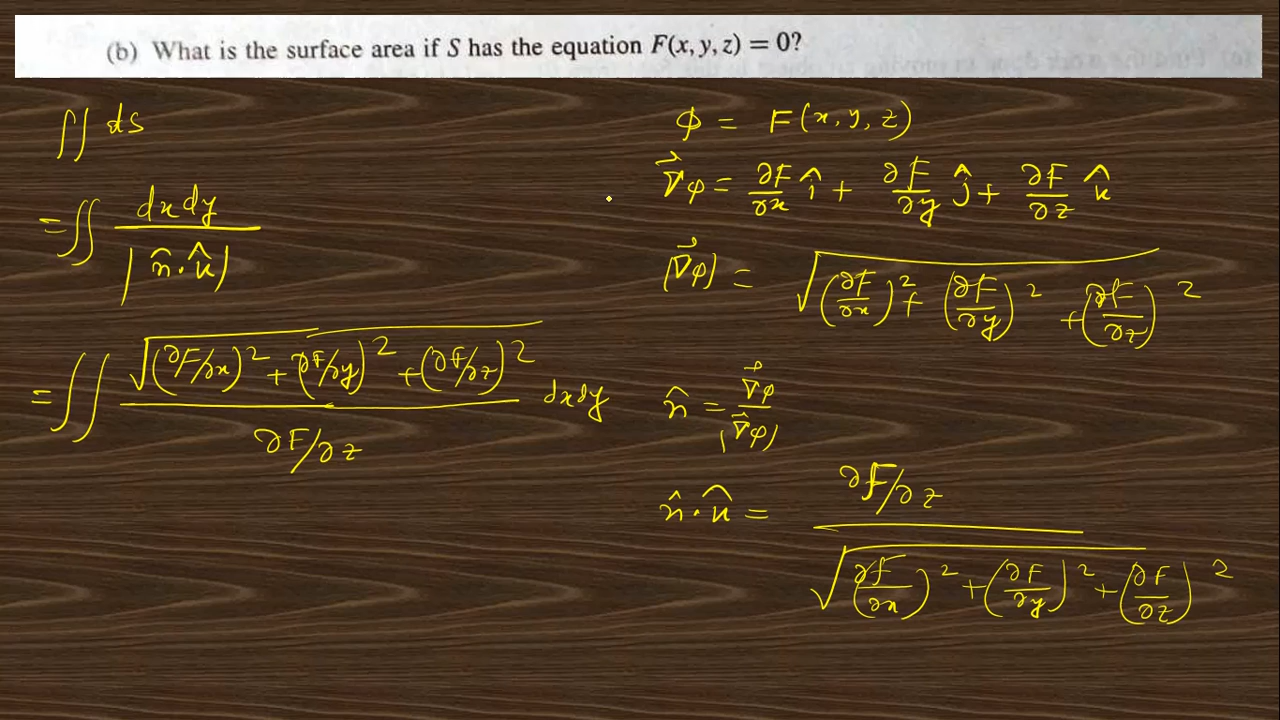 (b) What is the surface area if S has the equation F(x, y, z) = 0?
∬ ds
= ∬ dxdy / |n̂·k̂|
= ∬ √((∂F/∂x)² + (∂F/∂y)² + (∂F/∂z)²) / ∂F/∂z dxdy
φ = F(x, y, z)
∇⃗φ = ∂F/∂x î + ∂F/∂y ĵ + ∂F/∂z k̂
|∇⃗φ| = √((∂F/∂x)² + (∂F/∂y)² + (∂F/∂z)²)
n̂ = ∇⃗φ / |∇⃗φ|
n̂·k̂ = ∂F/∂z / √((∂F/∂x)² + (∂F/∂y)² + (∂F/∂z)²)